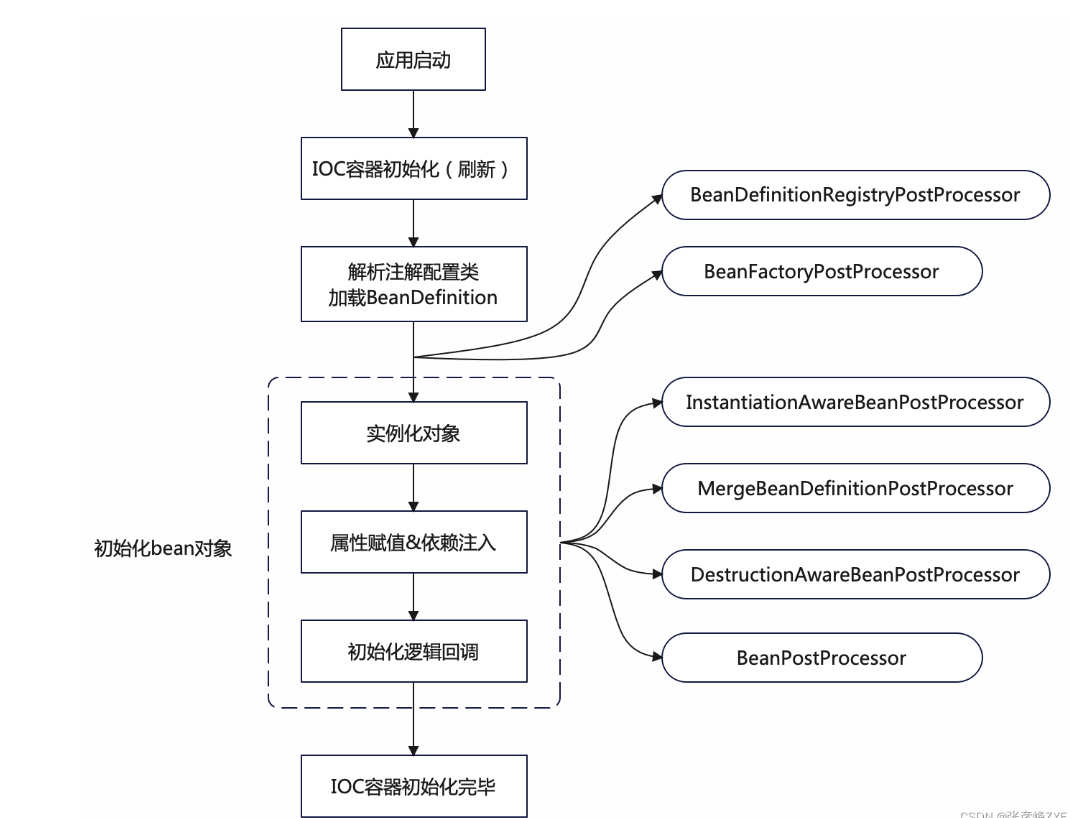 应用启动
IOC容器初始化（刷新）
BeanDefinitionRegistryPostProcessor
解析注解配置类
加载BeanDefinition
BeanFactoryPostProcessor
InstantiationAwareBeanPostProcessor
实例化对象
MergeBeanDefinitionPostProcessor
属性赋值&依赖注入
初始化bean对象
DestructionAwareBeanPostProcessor
初始化逻辑回调
BeanPostProcessor
IOC容器初始化完毕
CSDN @张彦峰ZYF